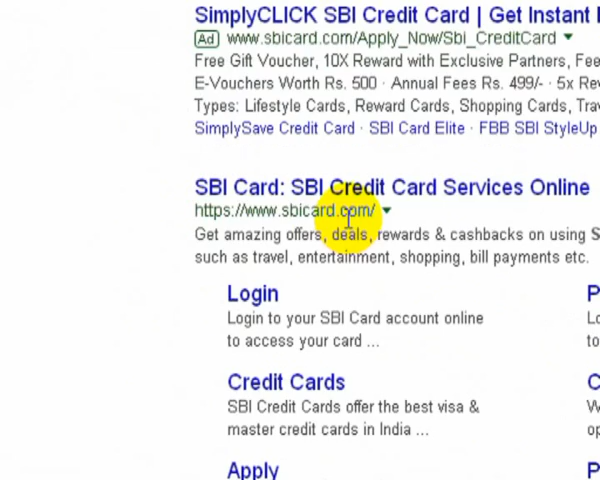 SimplyCLICK SBI Credit Card | Get Instant
Ad www.sbicard.com/Apply_Now/Sbi_CreditCard
Free Gift Voucher, 10X Reward with Exclusive Partners, Fee
E-Vouchers Worth Rs. 500 · Annual Fees Rs. 499/- · 5x Re
Types: Lifestyle Cards, Reward Cards, Shopping Cards, Tra
SimplySave Credit Card · SBI Card Elite · FBB SBI StyleUp
SBI Card: SBI Credit Card Services Online
https://www.sbicard.com/
Get amazing offers, deals, rewards & cashbacks on using S
such as travel, entertainment, shopping, bill payments etc.
Login
P
Login to your SBI Card account online
Lo
to access your card ...
to
Credit Cards
C
SBI Credit Cards offer the best visa &
W
master credit cards in India ...
op
Apply
P